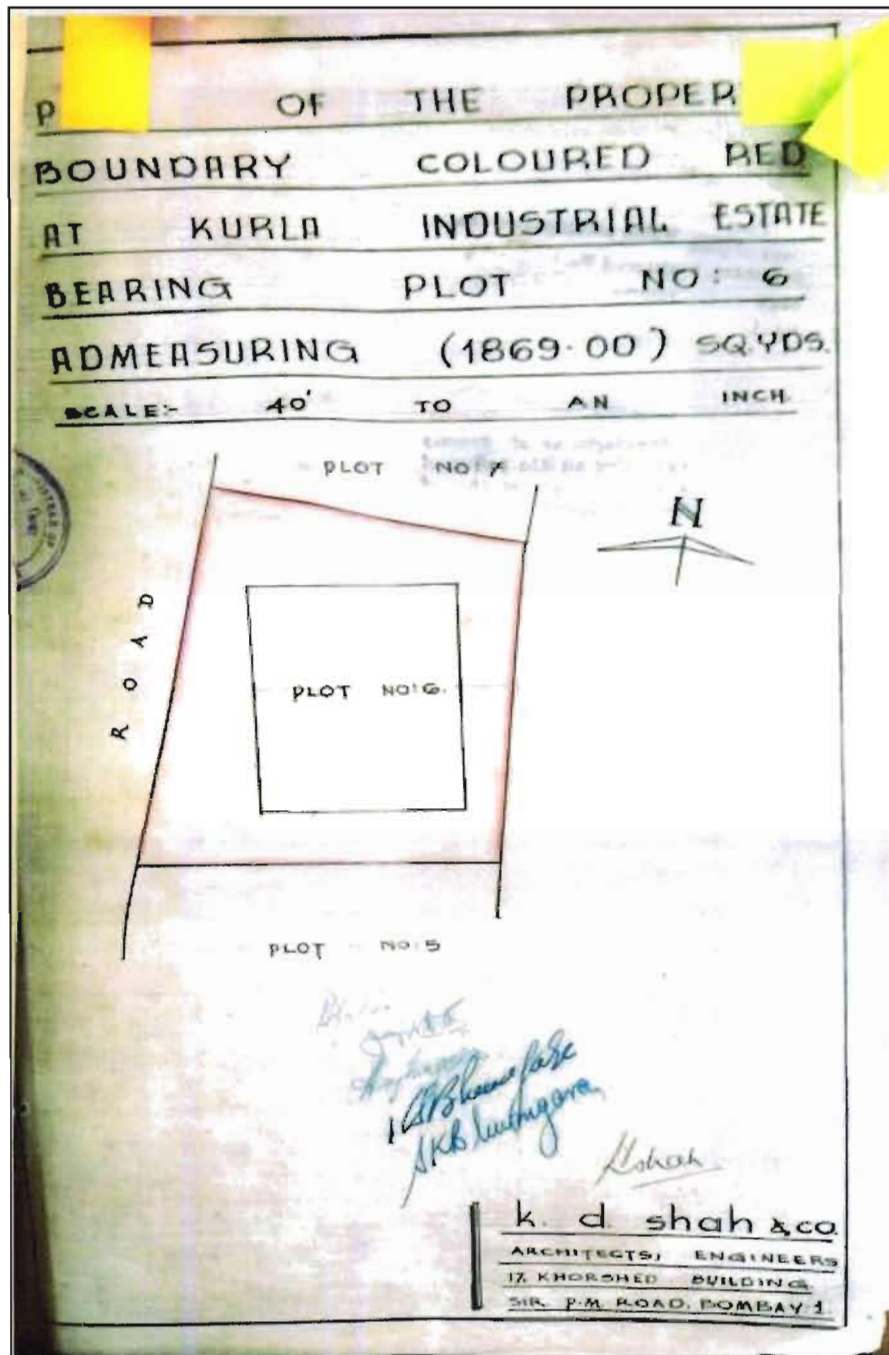 P OF THE PROPER
BOUNDARY COLOURED RED
AT KURLA INDUSTRIAL ESTATE
BEARING PLOT NO: 6
ADMEASURING (1869·00) SQ.YDS.
SCALE:- 40' TO AN INCH.
PLOT NO: 7
N
ROAD
PLOT NO: 6.
PLOT NO: 5
k. d. shah & co.
ARCHITECTS, ENGINEERS
17, KHORSHED BUILDING
SIR. P.M. ROAD, BOMBAY 1.